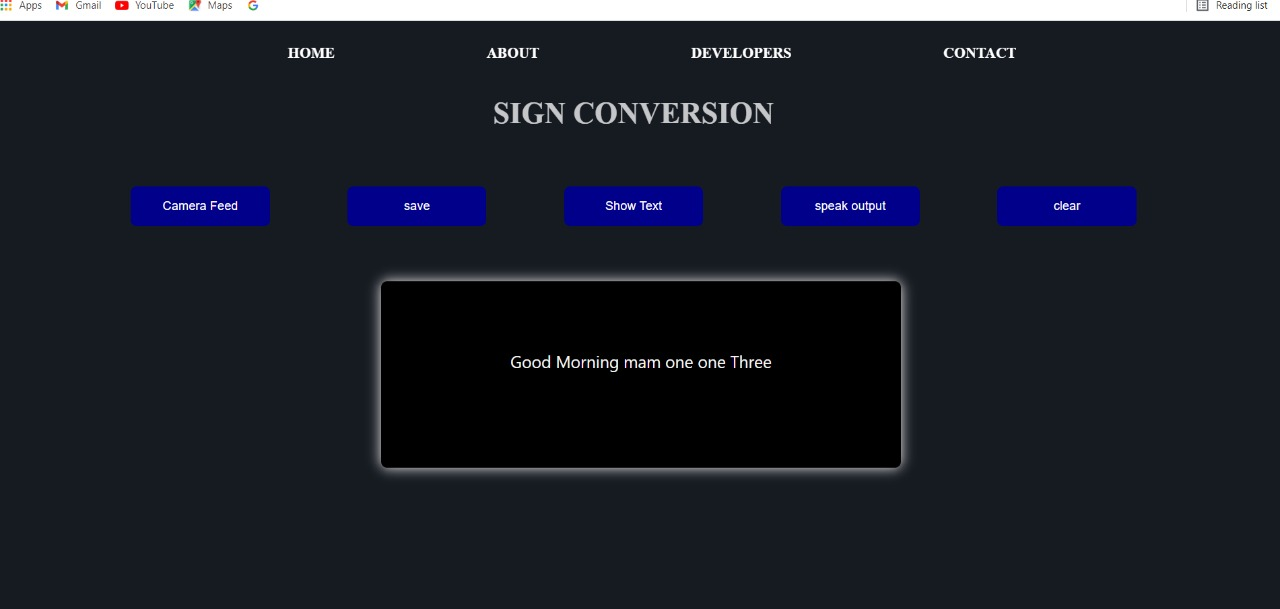 Apps Gmail YouTube Maps Reading list
HOME ABOUT DEVELOPERS CONTACT
SIGN CONVERSION
Camera Feed save Show Text speak output clear
Good Morning mam one one Three